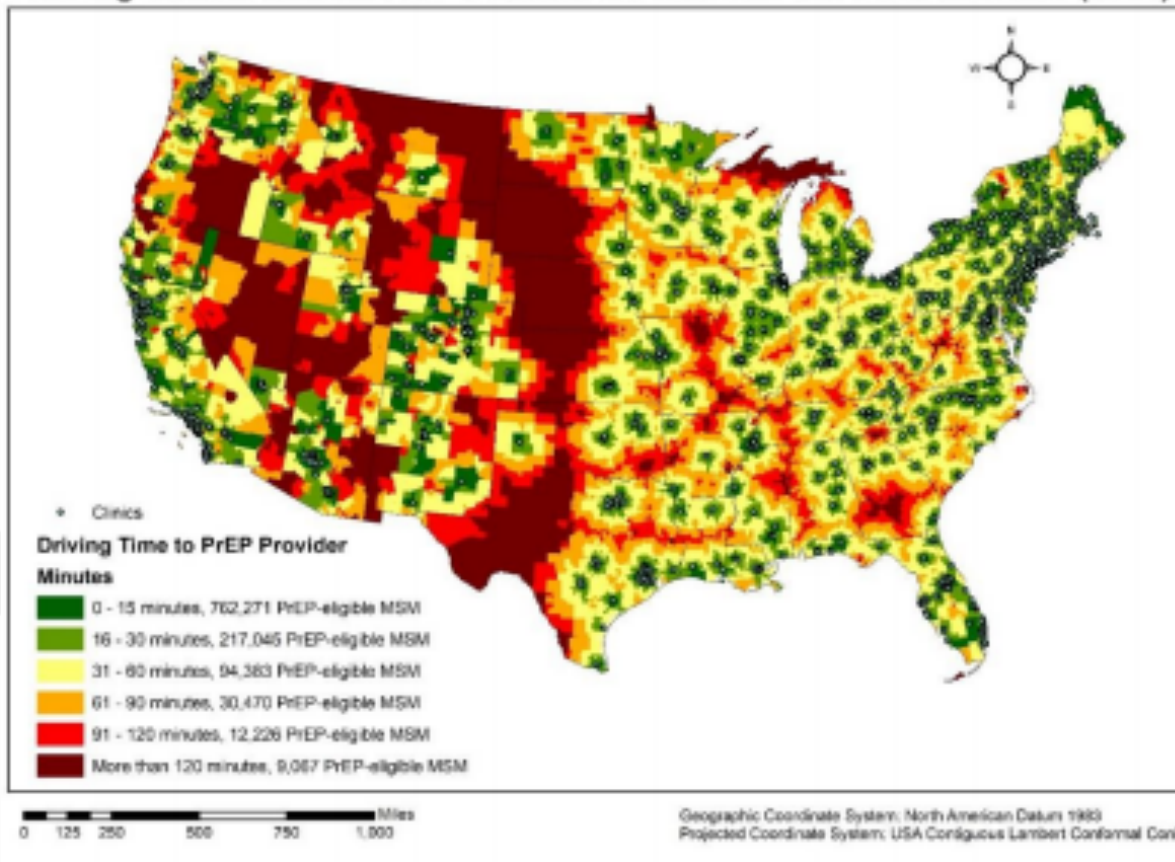 N
W E
S
Clinics
Driving Time to PrEP Provider
Minutes
0 - 15 minutes, 762,271 PrEP-eligible MSM
16 - 30 minutes, 217,045 PrEP-eligible MSM
31 - 60 minutes, 94,383 PrEP-eligible MSM
61 - 90 minutes, 30,470 PrEP-eligible MSM
91 - 120 minutes, 12,226 PrEP-eligible MSM
More than 120 minutes, 9,067 PrEP-eligible MSM
Miles
0 125 250 500 750 1,000
Geographic Coordinate System: North American Datum 1983
Projected Coordinate System: USA Contiguous Lambert Conformal